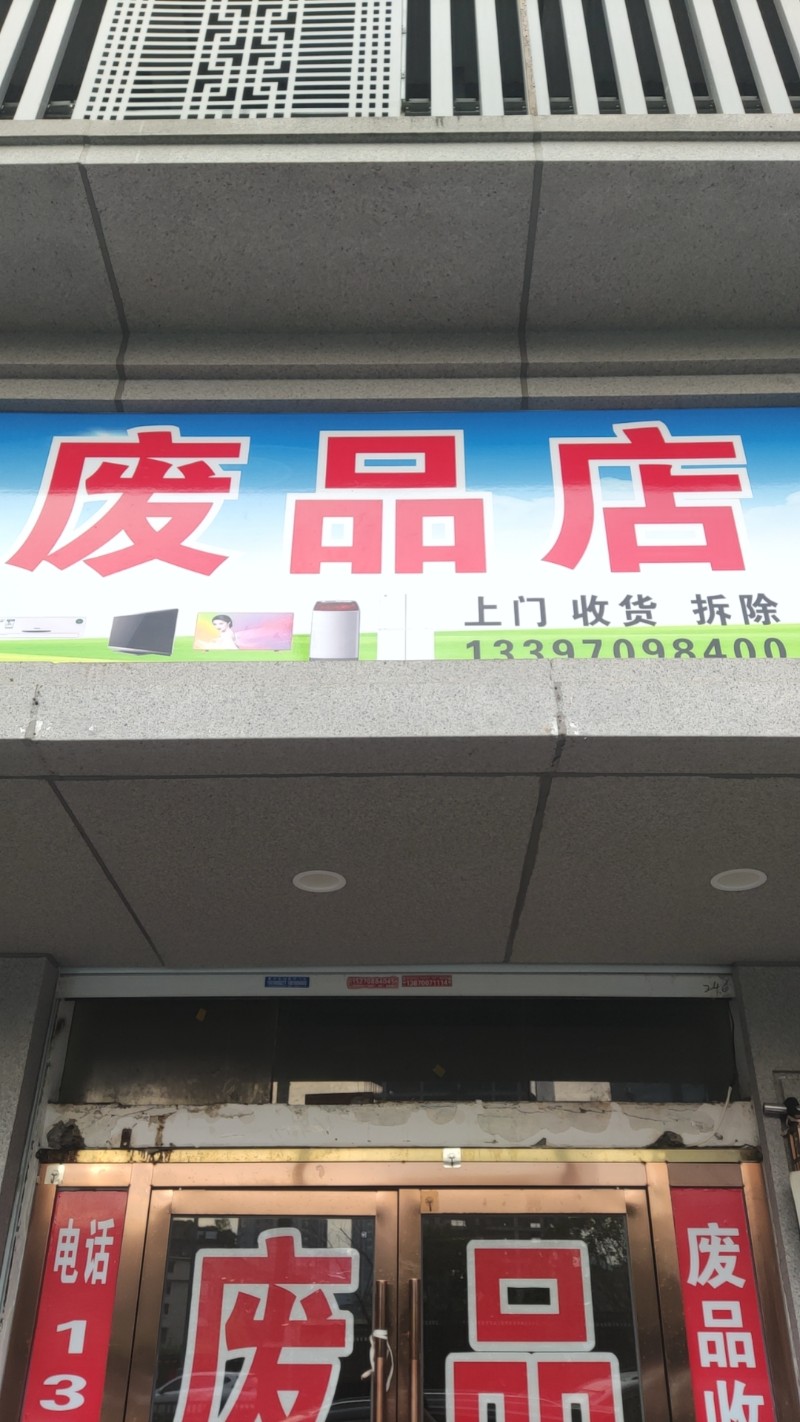 废品店
上门 收货 拆除
13397098400
电话
13
废品
废品收